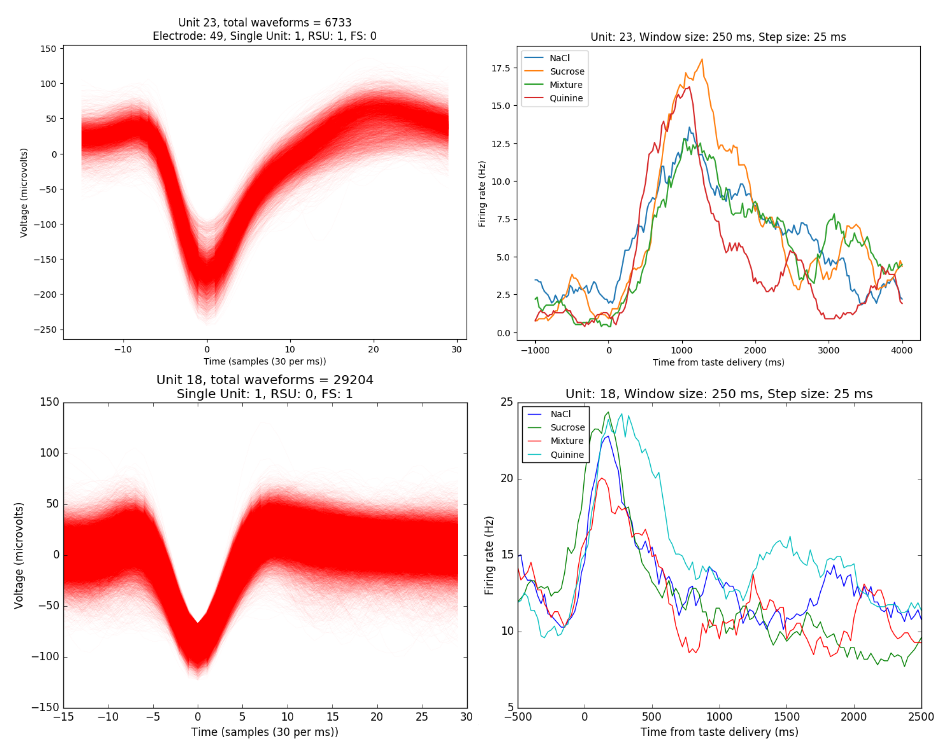 Unit 23, total waveforms = 6733
Electrode: 49, Single Unit: 1, RSU: 1, FS: 0
150
100
50
0
−50
−100
−150
−200
−250
Voltage (microvolts)
−10
0
10
20
30
Time (samples (30 per ms))
Unit: 23, Window size: 250 ms, Step size: 25 ms
NaCl
Sucrose
Mixture
Quinine
17.5
15.0
12.5
10.0
7.5
5.0
2.5
0.0
Firing rate (Hz)
−1000
0
1000
2000
3000
4000
Time from taste delivery (ms)
Unit 18, total waveforms = 29204
Single Unit: 1, RSU: 0, FS: 1
150
100
50
0
−50
−100
−150
Voltage (microvolts)
−15
−10
−5
0
5
10
15
20
25
30
Time (samples (30 per ms))
Unit: 18, Window size: 250 ms, Step size: 25 ms
NaCl
Sucrose
Mixture
Quinine
25
20
15
10
5
Firing rate (Hz)
−500
0
500
1000
1500
2000
2500
Time from taste delivery (ms)